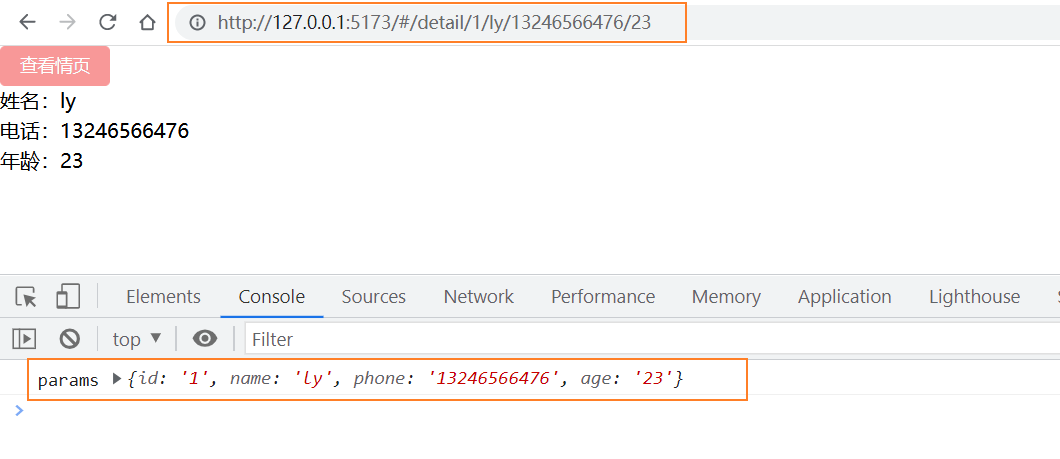 http://127.0.0.1:5173/#/detail/1/ly/13246566476/23
查看情页
姓名：ly
电话：13246566476
年龄：23
Elements Console Sources Network Performance Memory Application Lighthouse
top ▼ Filter
params ▶{id: '1', name: 'ly', phone: '13246566476', age: '23'}
>